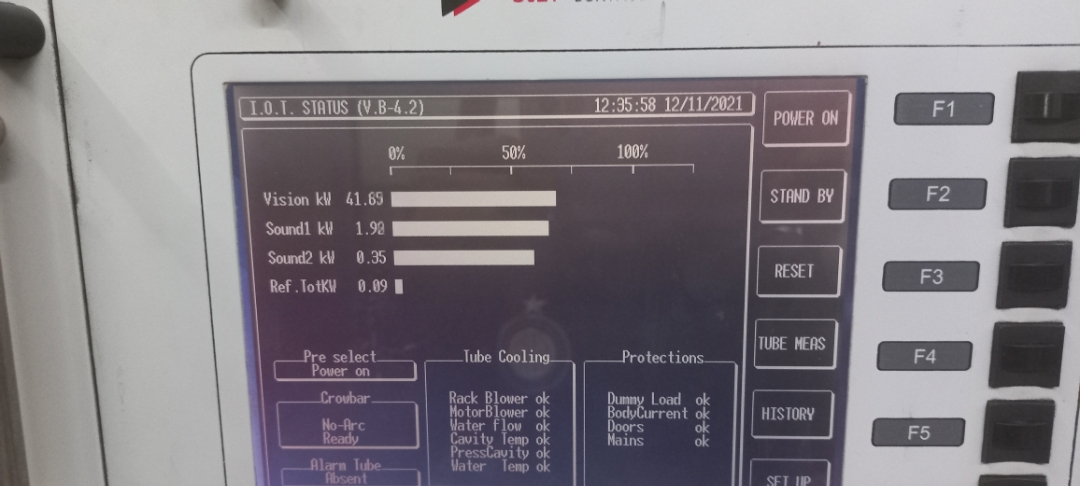 I.O.T. STATUS (V.B-4.2) 12:35:58 12/11/2021
0% 50% 100%
Vision kW 41.69
Sound1 kW 1.90
Sound2 kW 0.35
Ref.TotKW 0.09
Pre select
Power on
Crowbar
No-Arc
Ready
Alarm Tube
Absent
Tube Cooling
Rack Blower ok
MotorBlower ok
Water flow ok
Cavity Temp ok
PressCavity ok
Water Temp ok
Protections
Dummy Load ok
BodyCurrent ok
Doors ok
Mains ok
POWER ON
STAND BY
RESET
TUBE MEAS
HISTORY
SET UP
F1
F2
F3
F4
F5